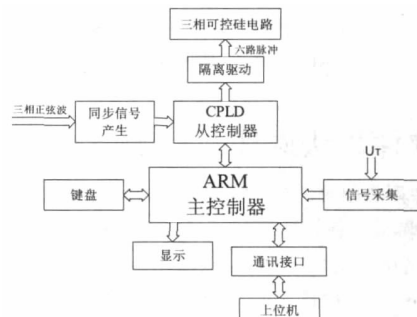 三相可控硅电路
六路脉冲
隔离驱动
三相正弦波
同步信号
产生
CPLD
从控制器
UT
键盘
ARM
主控制器
信号采集
显示
通讯接口
上位机